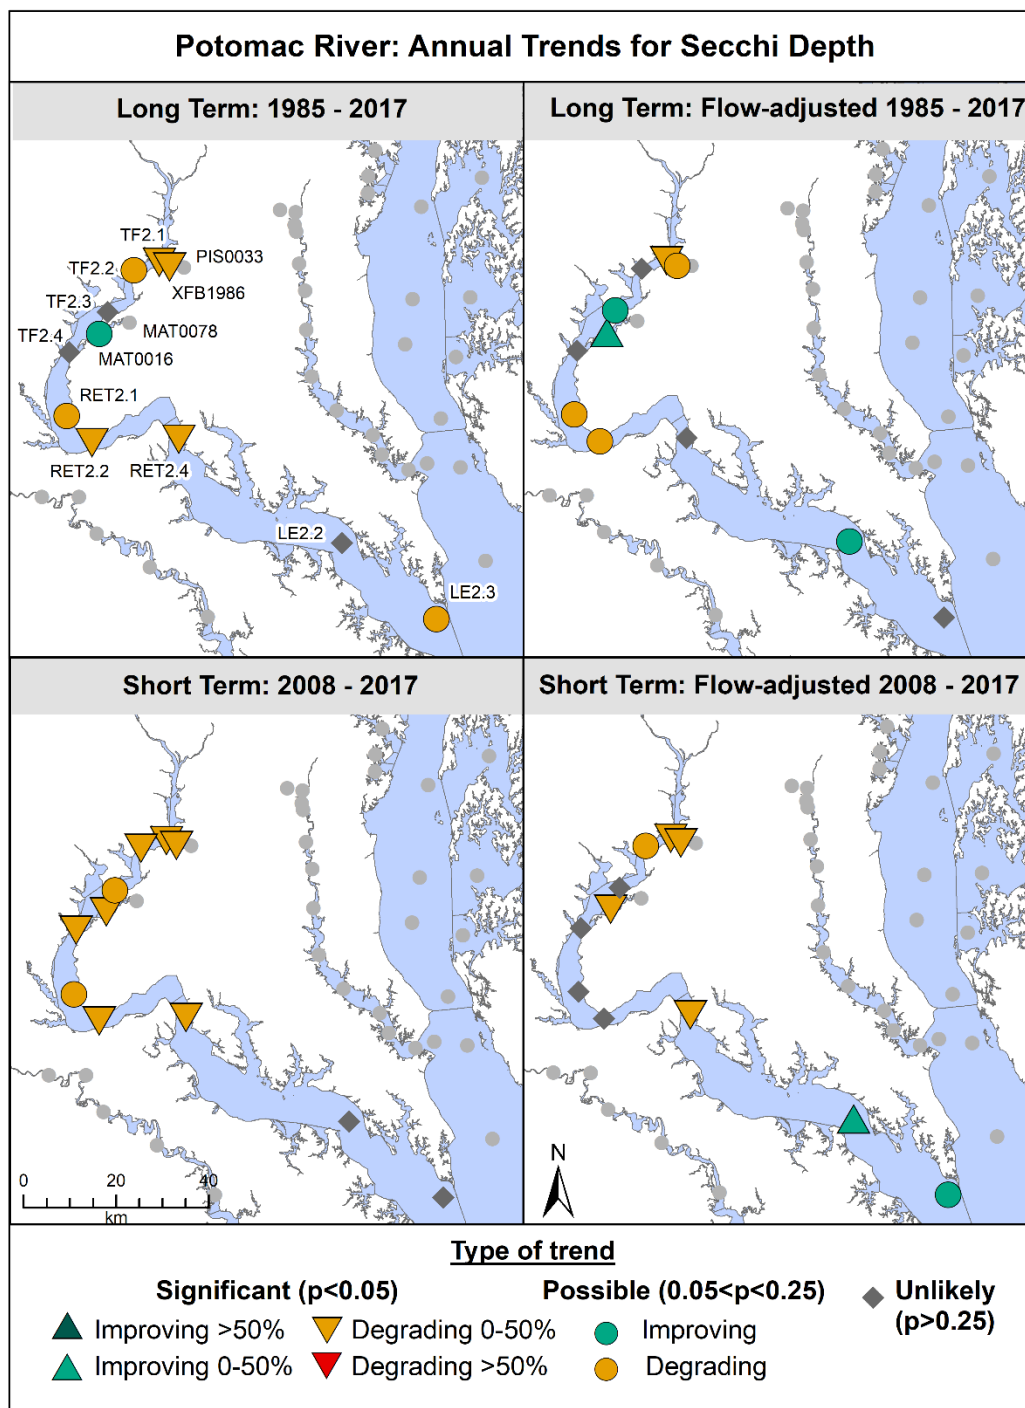 Potomac River: Annual Trends for Secchi Depth
Long Term: 1985 - 2017
Long Term: Flow-adjusted 1985 - 2017
TF2.1
PIS0033
TF2.2
XFB1986
TF2.3
MAT0078
TF2.4
MAT0016
RET2.1
RET2.2
RET2.4
LE2.2
LE2.3
Short Term: 2008 - 2017
Short Term: Flow-adjusted 2008 - 2017
0 20 40
km
N
Type of trend
Significant (p<0.05)
Possible (0.05<p<0.25)
Unlikely
(p>0.25)
Improving >50%
Degrading 0-50%
Improving
Improving 0-50%
Degrading >50%
Degrading